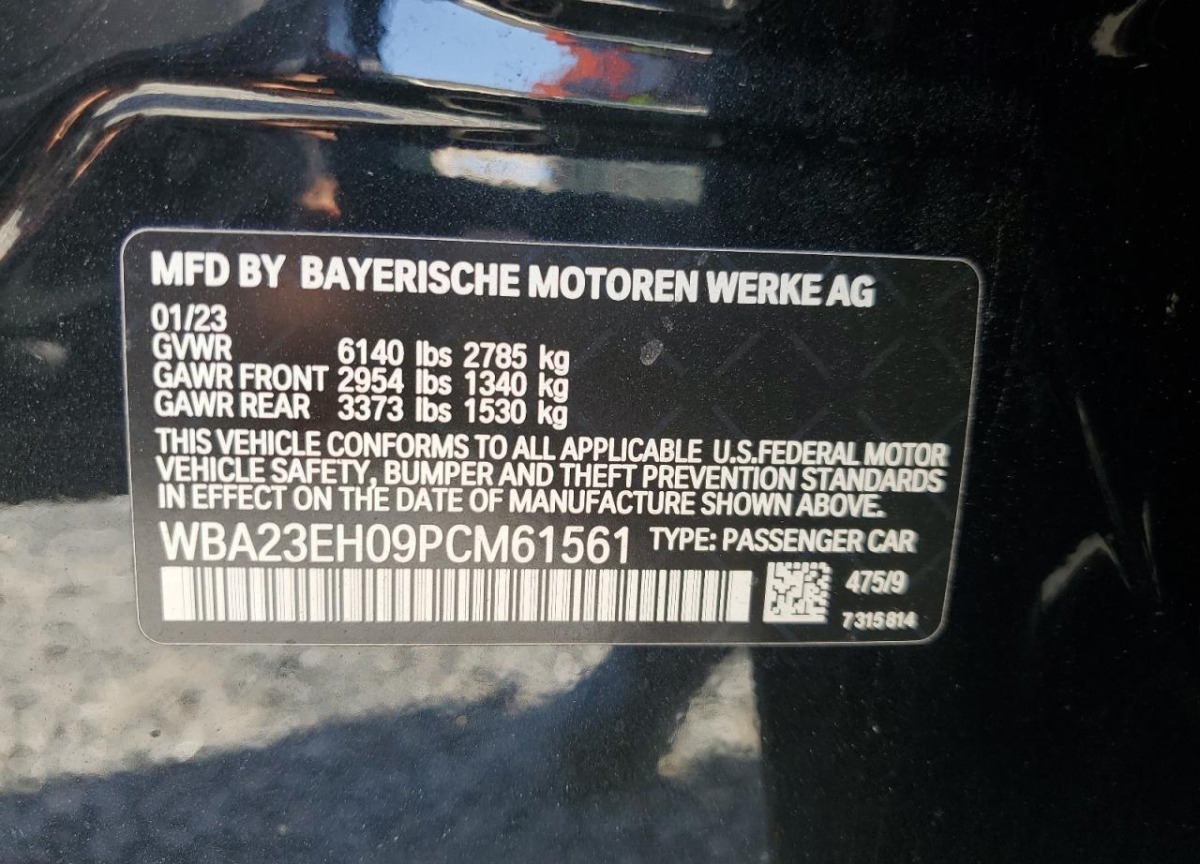 MFD BY BAYERISCHE MOTOREN WERKE AG
01/23
GVWR 6140 lbs 2785 kg
GAWR FRONT 2954 lbs 1340 kg
GAWR REAR 3373 lbs 1530 kg
THIS VEHICLE CONFORMS TO ALL APPLICABLE U.S.FEDERAL MOTOR
VEHICLE SAFETY, BUMPER AND THEFT PREVENTION STANDARDS
IN EFFECT ON THE DATE OF MANUFACTURE SHOWN ABOVE.
WBA23EH09PCM61561 TYPE: PASSENGER CAR
475/9
7315814